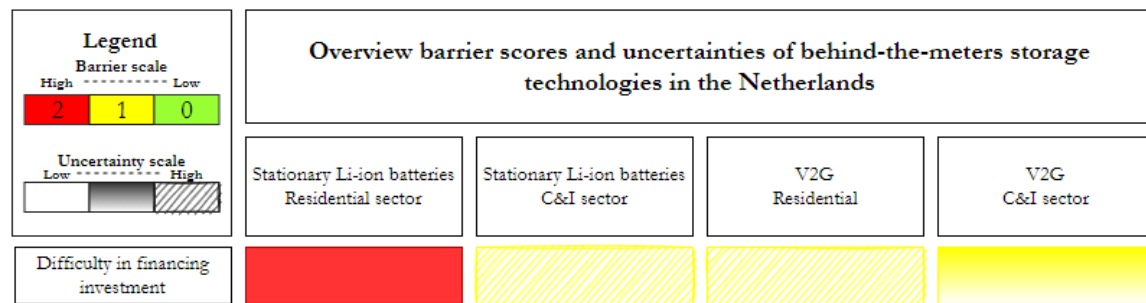 Legend
Barrier scale
High - - - - - - - - - - Low
2 1 0
Uncertainty scale
Low - - - - - - - - - - High
Overview barrier scores and uncertainties of behind-the-meters storage
technologies in the Netherlands
Stationary Li-ion batteries
Residential sector
Stationary Li-ion batteries
C&I sector
V2G
Residential
V2G
C&I sector
Difficulty in financing
investment